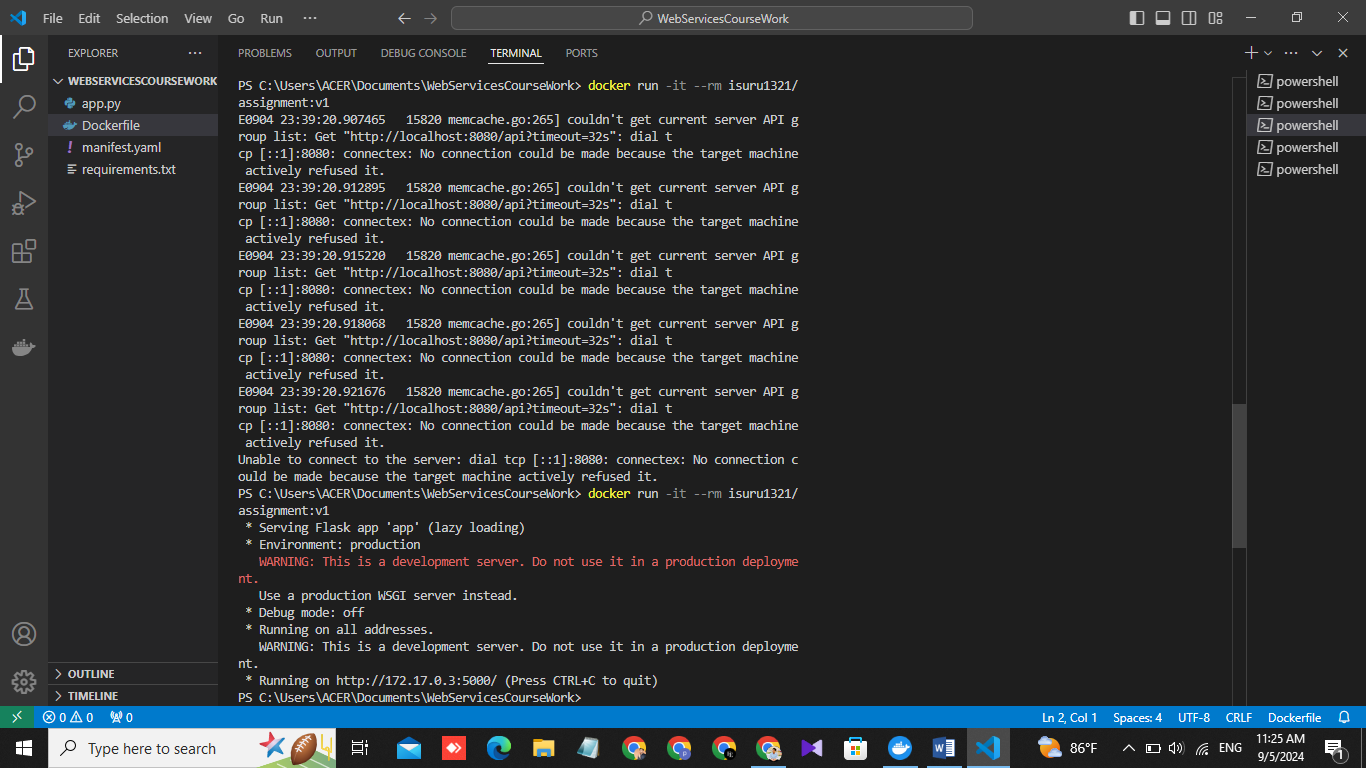 File Edit Selection View Go Run ··· WebServicesCourseWork
EXPLORER ···
PROBLEMS OUTPUT DEBUG CONSOLE TERMINAL PORTS
WEBSERVICESCOURSEWORK
app.py
Dockerfile
manifest.yaml
requirements.txt
OUTLINE
TIMELINE
PS C:\Users\ACER\Documents\WebServicesCourseWork> docker run -it --rm isuru1321/
assignment:v1
E0904 23:39:20.907465   15820 memcache.go:265] couldn't get current server API g
roup list: Get "http://localhost:8080/api?timeout=32s": dial t
cp [::1]:8080: connectex: No connection could be made because the target machine
 actively refused it.
E0904 23:39:20.912895   15820 memcache.go:265] couldn't get current server API g
roup list: Get "http://localhost:8080/api?timeout=32s": dial t
cp [::1]:8080: connectex: No connection could be made because the target machine
 actively refused it.
E0904 23:39:20.915220   15820 memcache.go:265] couldn't get current server API g
roup list: Get "http://localhost:8080/api?timeout=32s": dial t
cp [::1]:8080: connectex: No connection could be made because the target machine
 actively refused it.
E0904 23:39:20.918068   15820 memcache.go:265] couldn't get current server API g
roup list: Get "http://localhost:8080/api?timeout=32s": dial t
cp [::1]:8080: connectex: No connection could be made because the target machine
 actively refused it.
E0904 23:39:20.921676   15820 memcache.go:265] couldn't get current server API g
roup list: Get "http://localhost:8080/api?timeout=32s": dial t
cp [::1]:8080: connectex: No connection could be made because the target machine
 actively refused it.
Unable to connect to the server: dial tcp [::1]:8080: connectex: No connection c
ould be made because the target machine actively refused it.
PS C:\Users\ACER\Documents\WebServicesCourseWork> docker run -it --rm isuru1321/
assignment:v1
 * Serving Flask app 'app' (lazy loading)
 * Environment: production
   WARNING: This is a development server. Do not use it in a production deployme
nt.
   Use a production WSGI server instead.
 * Debug mode: off
 * Running on all addresses.
   WARNING: This is a development server. Do not use it in a production deployme
nt.
 * Running on http://172.17.0.3:5000/ (Press CTRL+C to quit)
PS C:\Users\ACER\Documents\WebServicesCourseWork>
powershell
powershell
powershell
powershell
powershell
0 0 0 Ln 2, Col 1 Spaces: 4 UTF-8 CRLF Dockerfile
Type here to search 86°F ENG 11:25 AM
9/5/2024 1